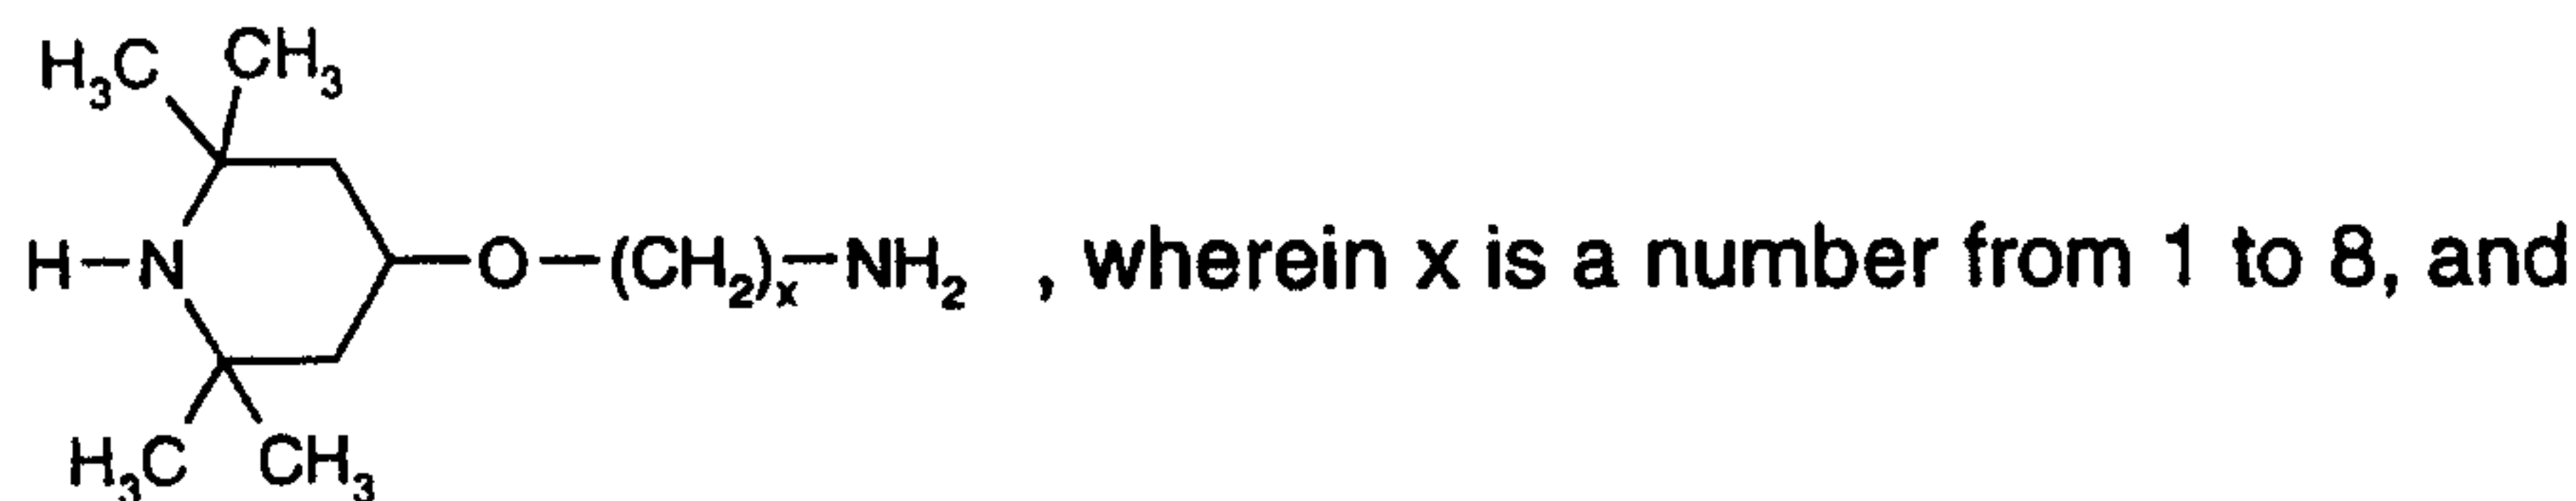 H₃C CH₃
H–N O–(CH₂)ₓ–NH₂ , wherein x is a number from 1 to 8, and
H₃C CH₃